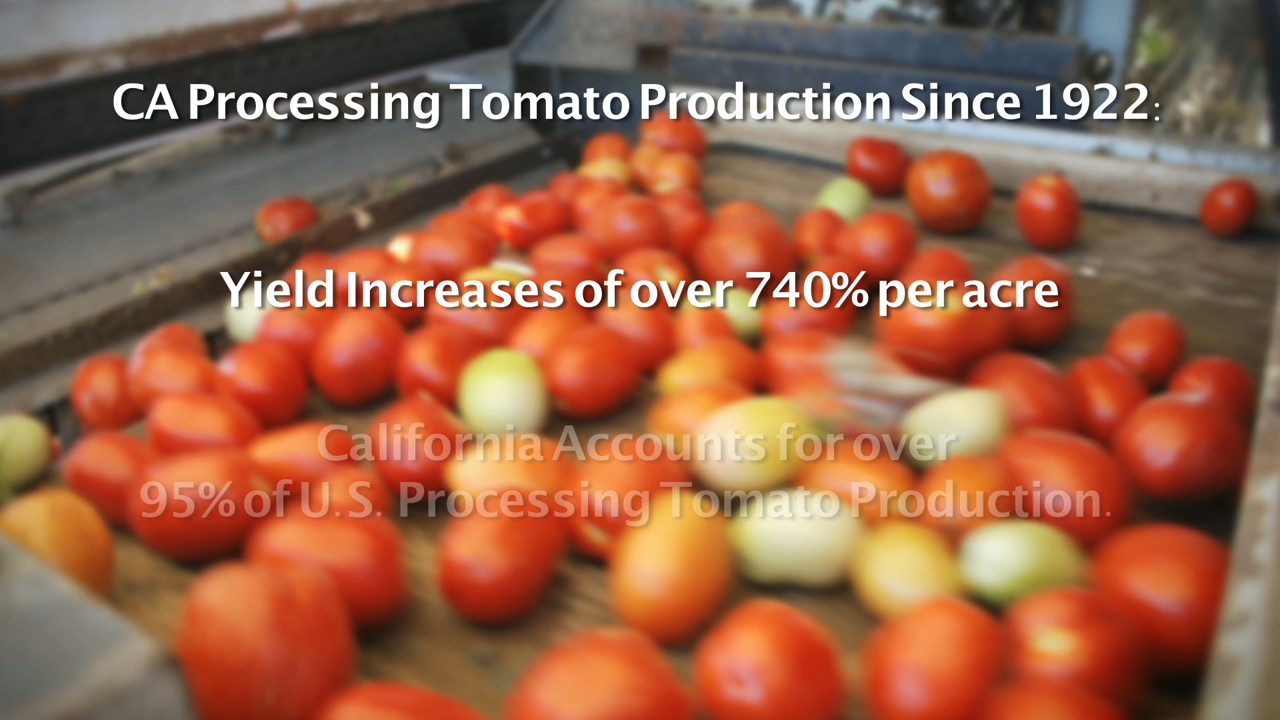 CA Processing Tomato Production Since 1922:
Yield Increases of over 740% per acre
California Accounts for over
95% of U.S. Processing Tomato Production.